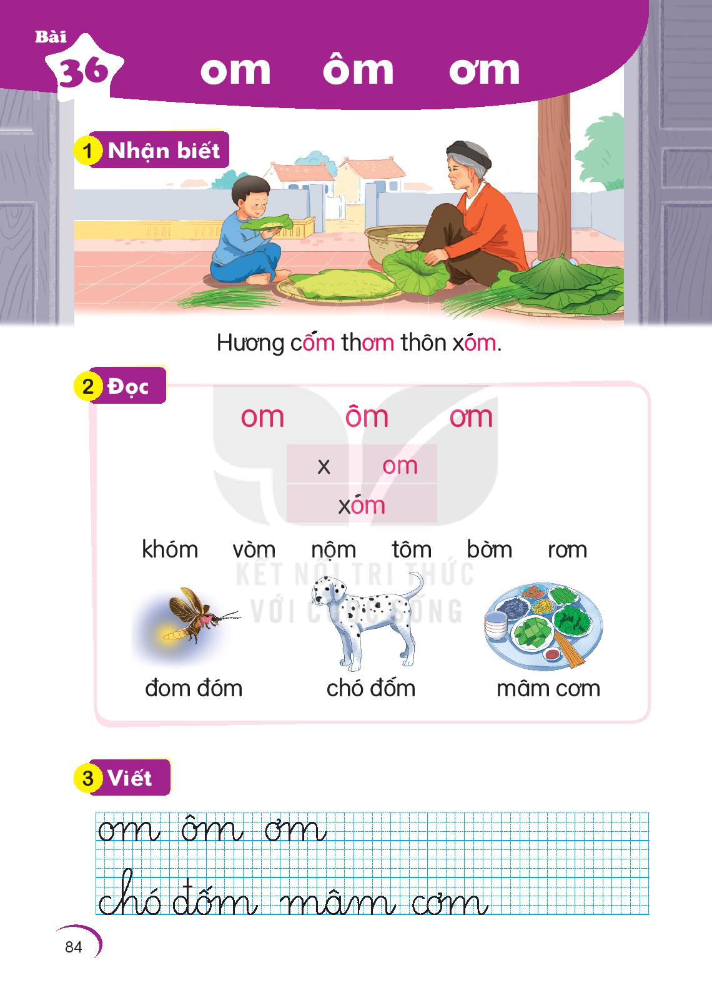 Bài
36
om ôm ơm
1 Nhận biết
Hương cốm thơm thôn xóm.
2 Đọc
om ôm ơm
x om
xóm
khóm vòm nộm tôm bờm rơm
KẾT NỐI TRI THỨC
VỚI CUỘC SỐNG
đom đóm chó đốm mâm cơm
3 Viết
om ôm ơm
chó đốm mâm cơm
84